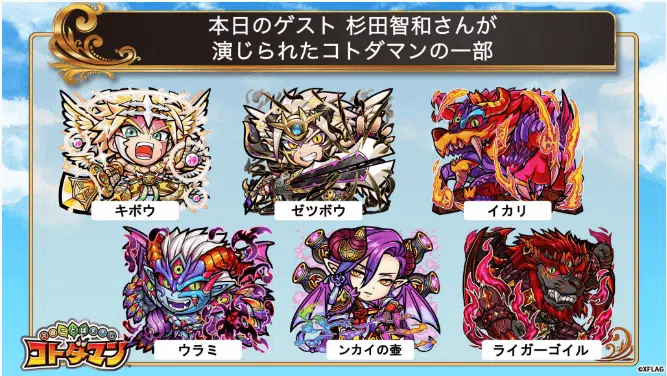 本日のゲスト 杉田智和さんが
演じられたコトダマンの一部
キボウ
ゼツボウ
イカリ
ウラミ
ンカイの壺
ライガーゴイル
コトダマン
©XFLAG